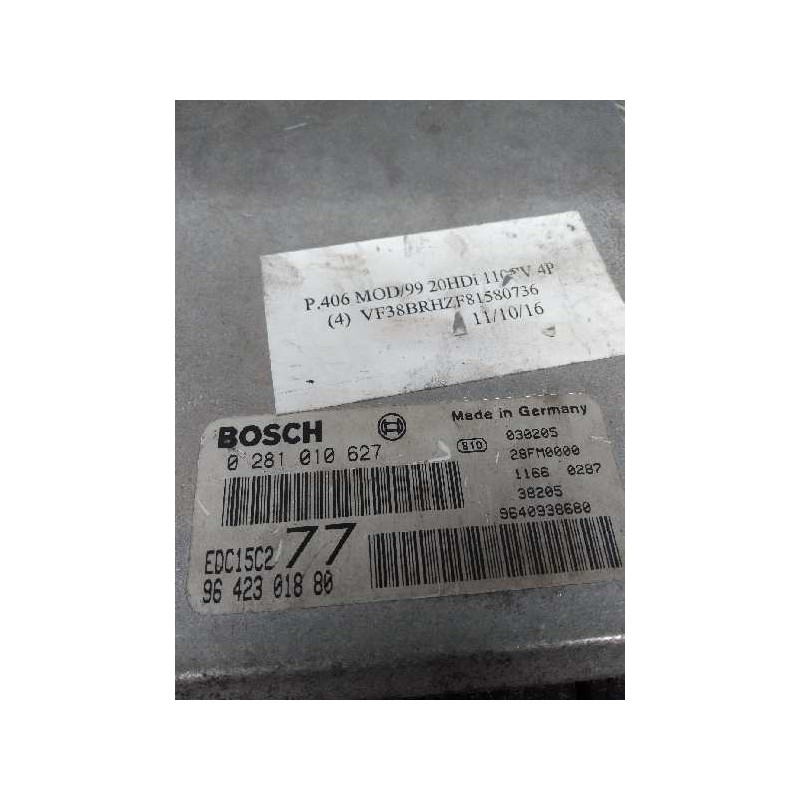 P.406 MOD/99 20HDi 110CV 4P
(4) VF38BRHZF81580736
11/10/16
BOSCH
Made in Germany
0 281 010 627
810
030205
28FM0000
1166 0287
38205
9640938680
EDC15C2
77
96 423 018 80